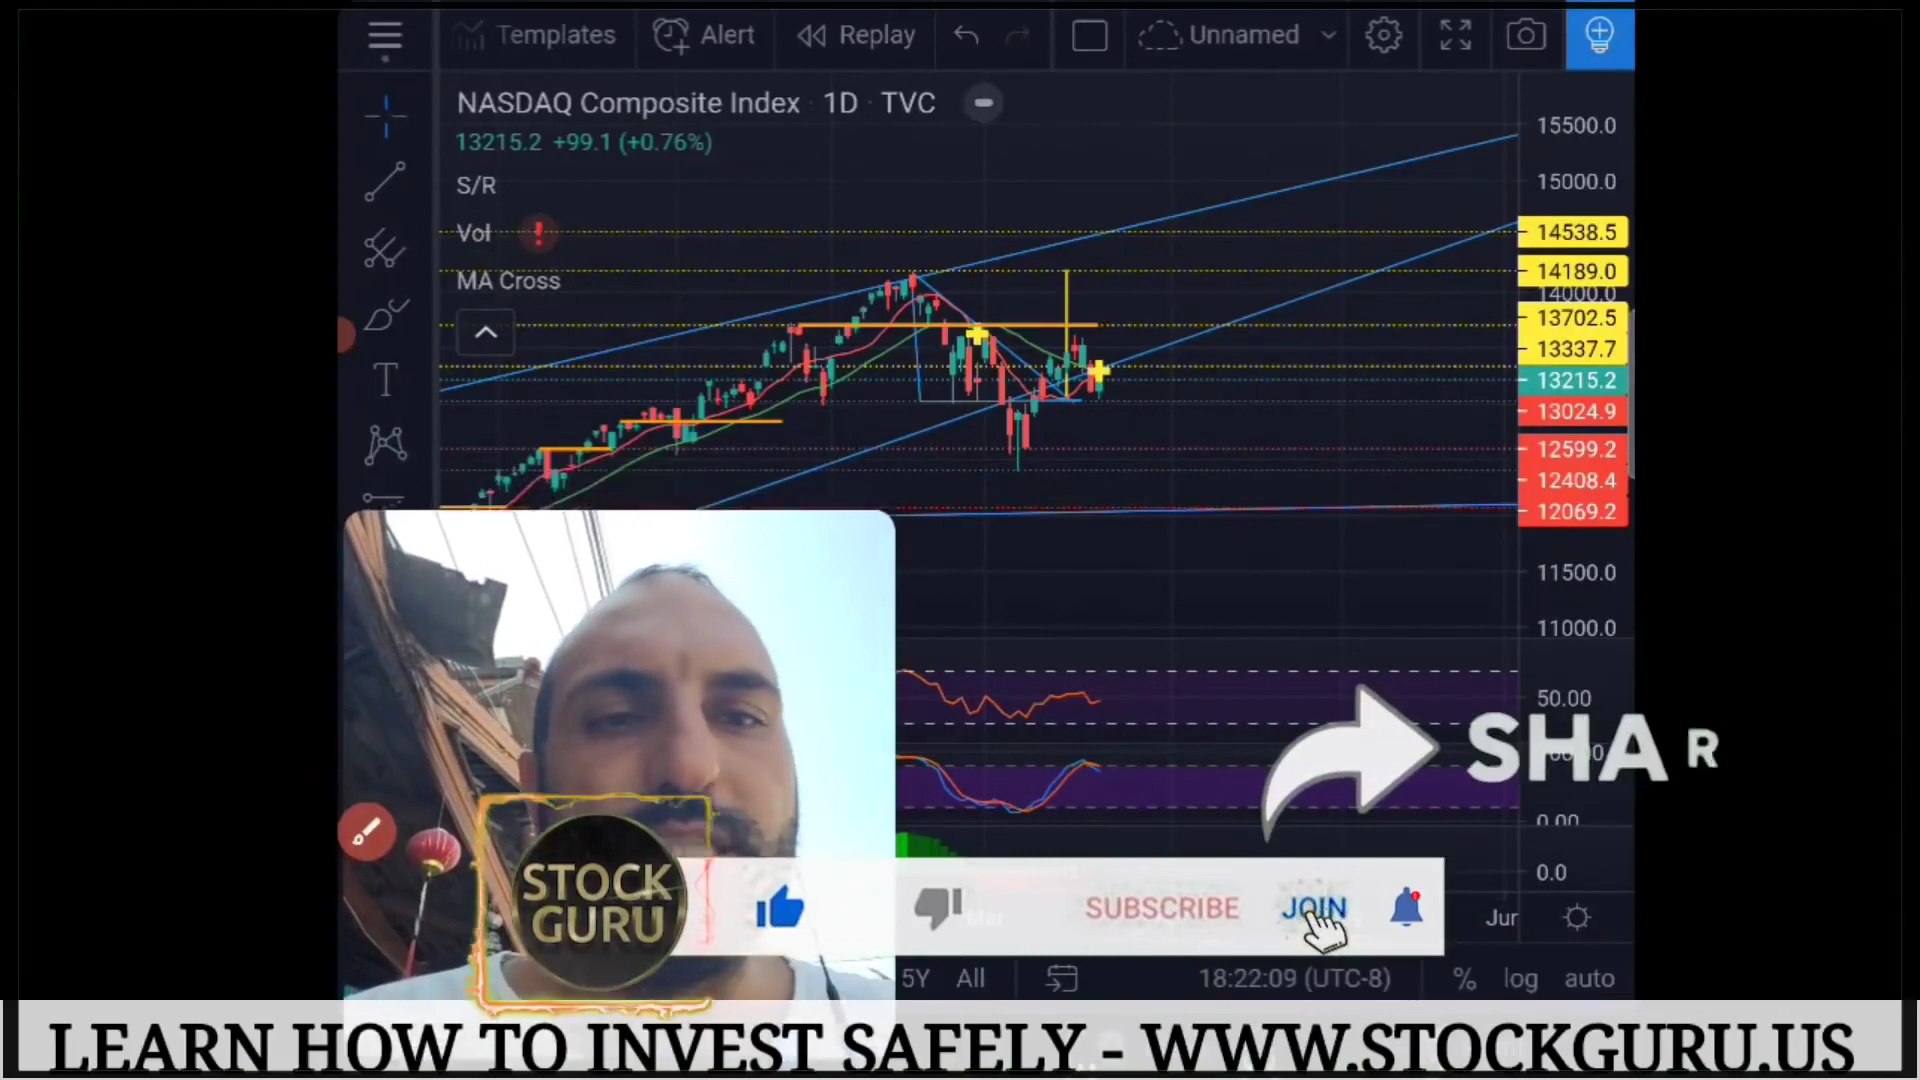 Templates Alert Replay Unnamed
NASDAQ Composite Index · 1D · TVC
13215.2 +99.1 (+0.76%)
S/R
Vol !
MA Cross
15500.0
15000.0
14538.5
14189.0
14000.0
13702.5
13337.7
13215.2
13024.9
12599.2
12408.4
12069.2
11500.0
11000.0
50.00
SHAR
0.00
0.0
STOCK
GURU
SUBSCRIBE JOIN
Jur
5Y All 18:22:09 (UTC-8) % log auto
LEARN HOW TO INVEST SAFELY - WWW.STOCKGURU.US